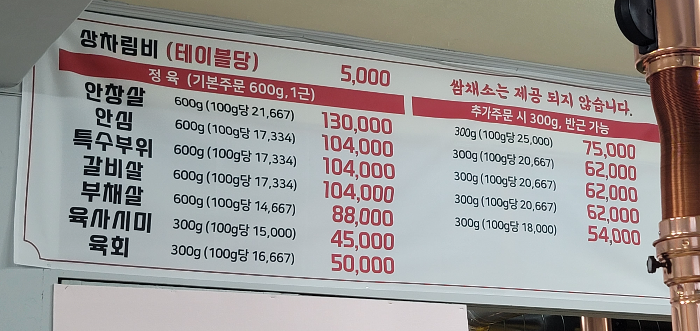 상차림비 (테이블당) 5,000
쌈채소는 제공 되지 않습니다.
정육 (기본주문 600g, 1근)
추가주문 시 300g, 반근 가능
안창살 600g (100g당 21,667) 130,000 300g (100g당 25,000) 75,000
안심 600g (100g당 17,334) 104,000 300g (100g당 20,667) 62,000
특수부위 600g (100g당 17,334) 104,000 300g (100g당 20,667) 62,000
갈비살 600g (100g당 17,334) 104,000 300g (100g당 20,667) 62,000
부채살 600g (100g당 14,667) 88,000 300g (100g당 18,000) 54,000
육사시미 300g (100g당 15,000) 45,000
육회 300g (100g당 16,667) 50,000